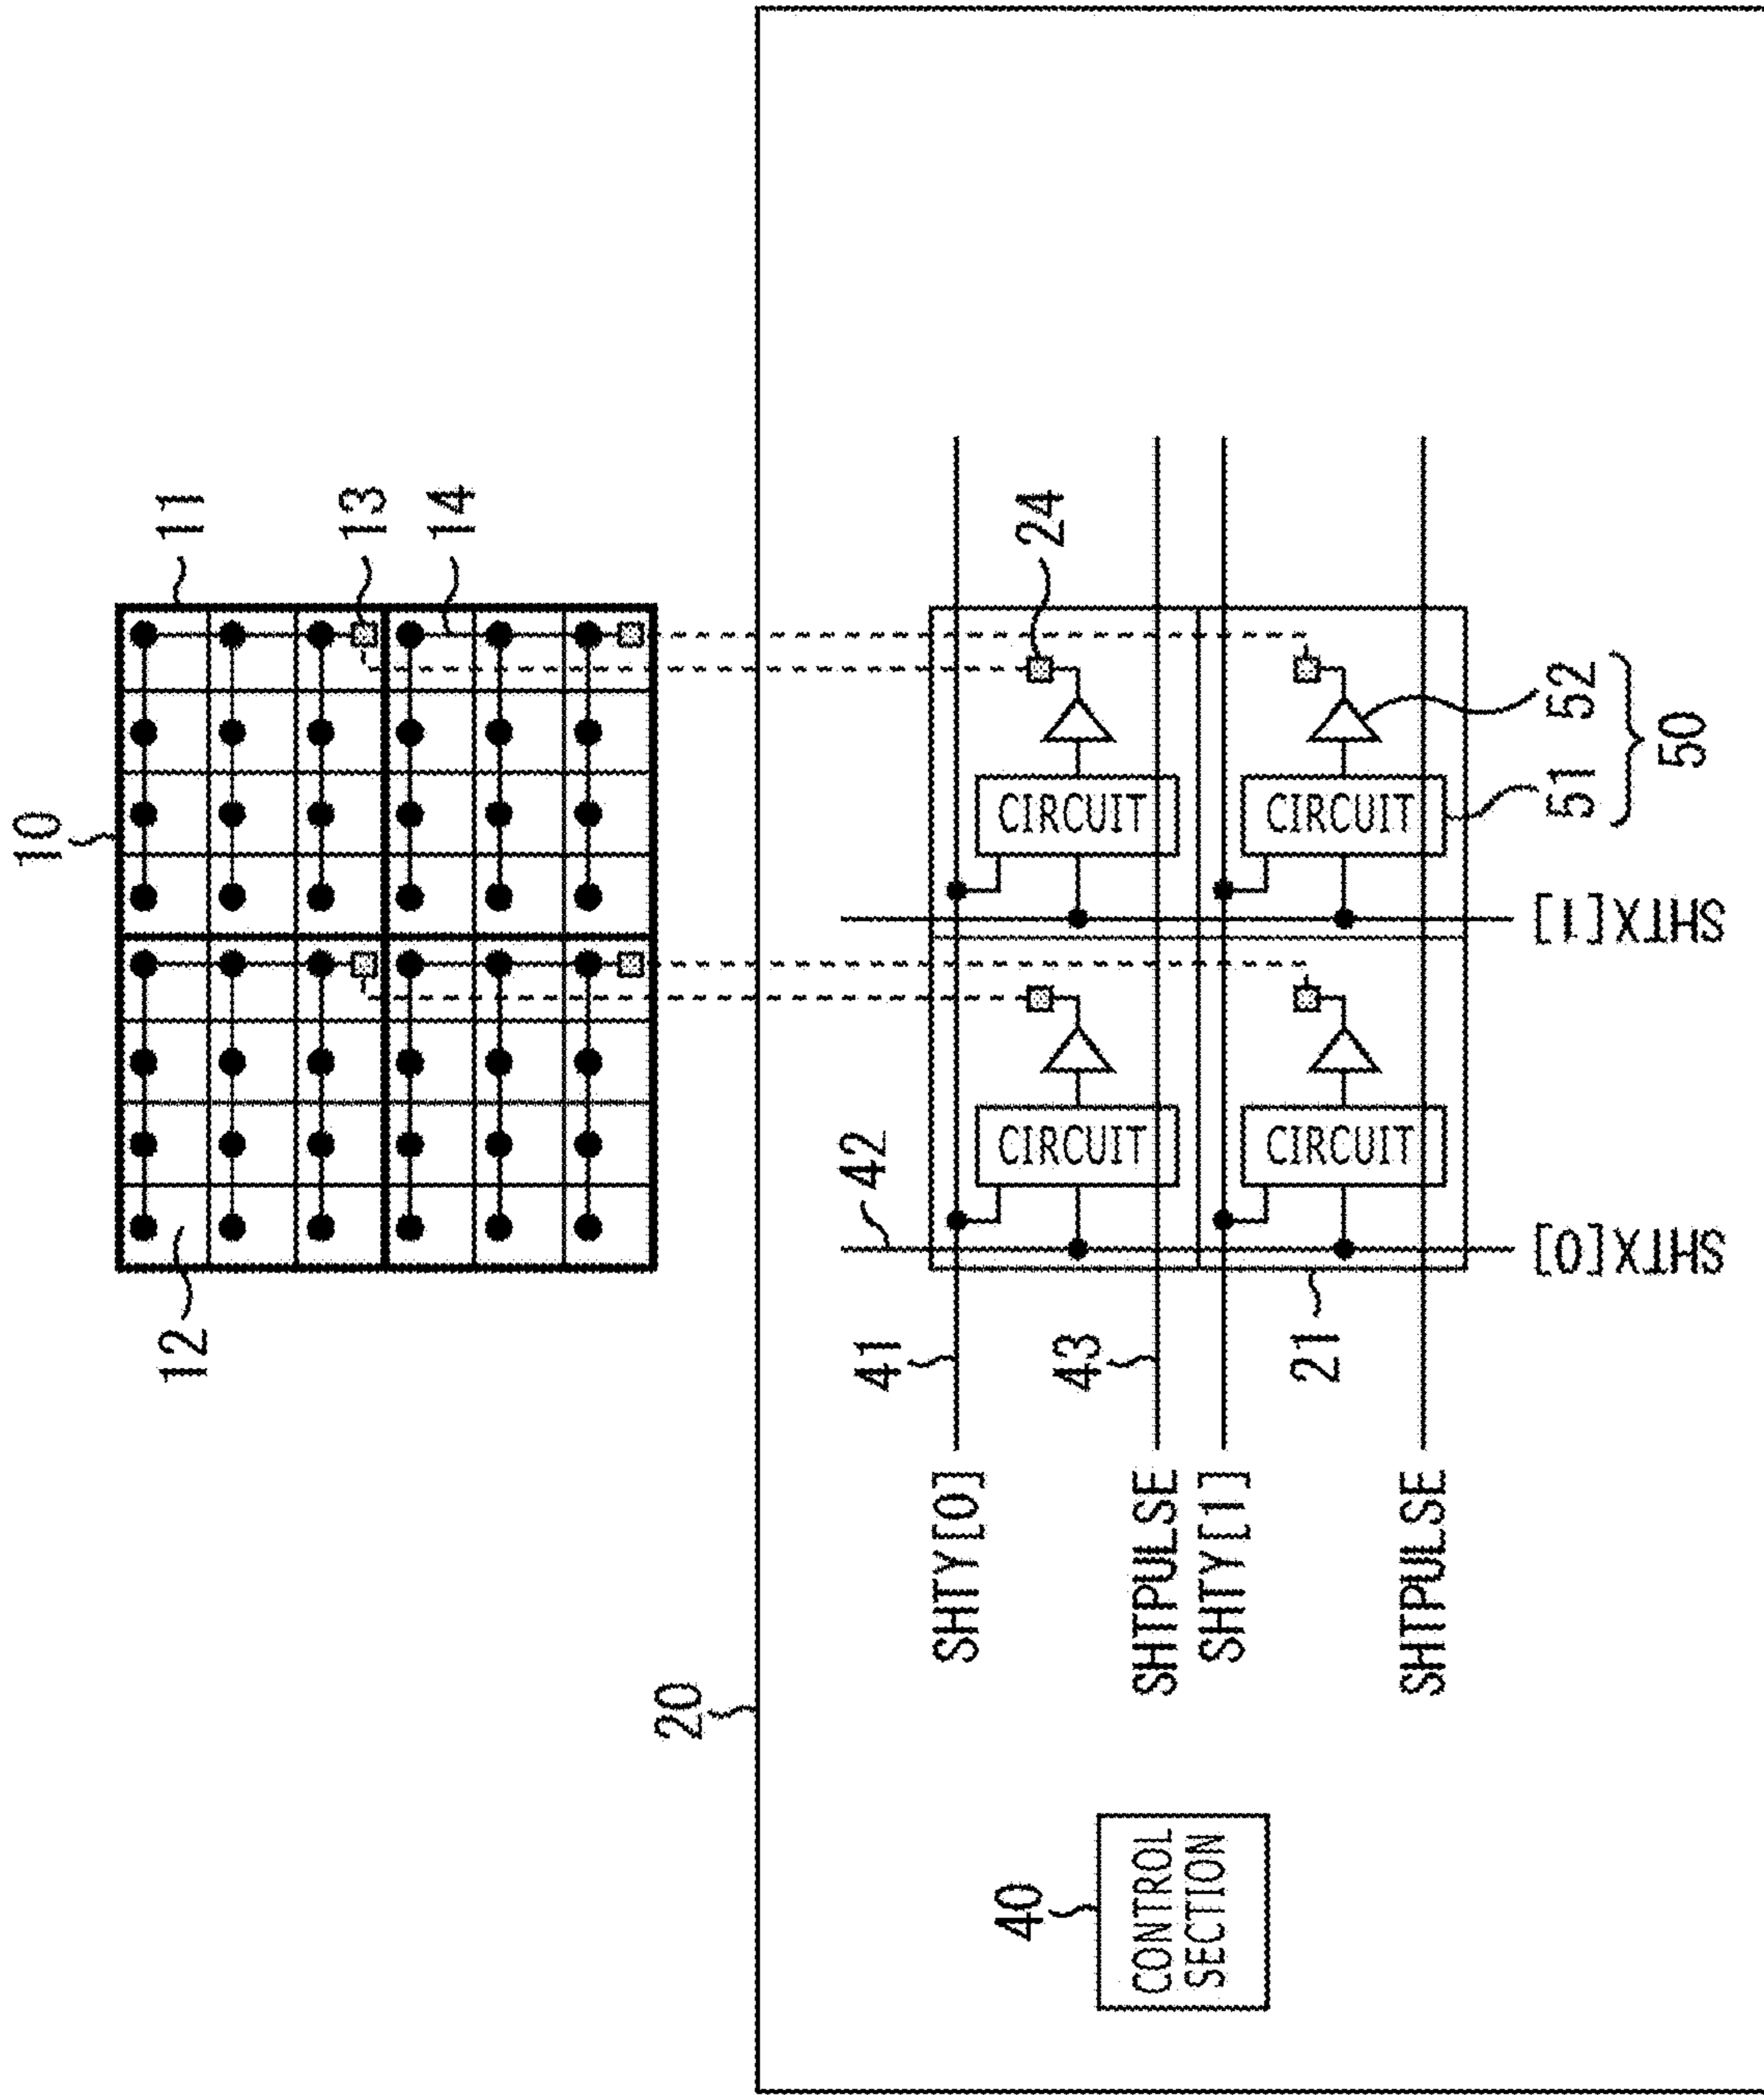 10
12
11
13
14
20
42
41
SHTY[0]
40
24
43
CIRCUIT
CIRCUIT
CONTROL
SECTION
SHTPULSE
SHTY[1]
21
CIRCUIT
CIRCUIT
SHTPULSE
51
52
50
SHTX[0]
SHTX[1]